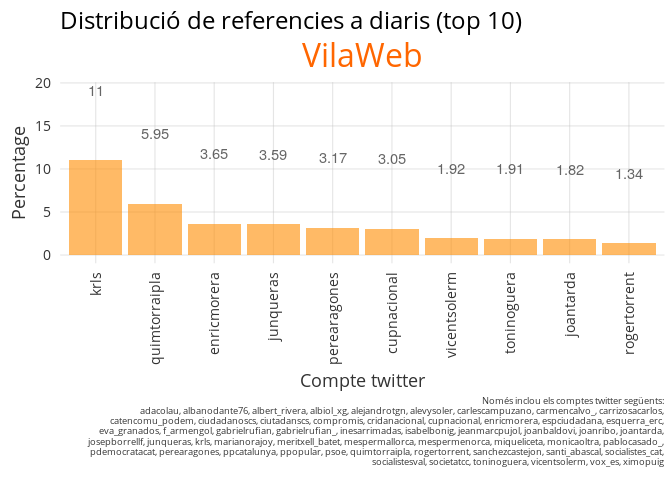 Distribució de referencies a diaris (top 10)
VilaWeb
Percentage
20
15
10
5
0
11
5.95
3.65
3.59
3.17
3.05
1.92
1.91
1.82
1.34
krls
quimtorraipla
enricmorera
junqueras
perearagones
cupnacional
vicentsolerm
toninoguera
joantarda
rogertorrent
Compte twitter
Només inclou els comptes twitter següents:
adacolau, albanodante76, albert_rivera, albiol_xg, alejandrotgn, alevysoler, carlescampuzano, carmencalvo_, carrizosacarlos,
catencomu_podem, ciudadanoscs, ciutadanscs, compromis, cridanacional, cupnacional, enricmorera, espciudadana, esquerra_erc,
eva_granados, f_armengol, gabrielrufian, gabrielrufian_, inesarrimadas, isabelbonig, jeanmarcpujol, joanbaldovi, joanribo, joantarda,
josepborrellf, junqueras, krls, marianorajoy, meritxell_batet, mespermallorca, mespermenorca, miqueliceta, monicaoltra, pablocasado_,
pdemocratacat, perearagones, ppcatalunya, ppopular, psoe, quimtorraipla, rogertorrent, sanchezcastejon, santi_abascal, socialistes_cat,
socialistesval, societatcc, toninoguera, vicentsolerm, vox_es, ximopuig